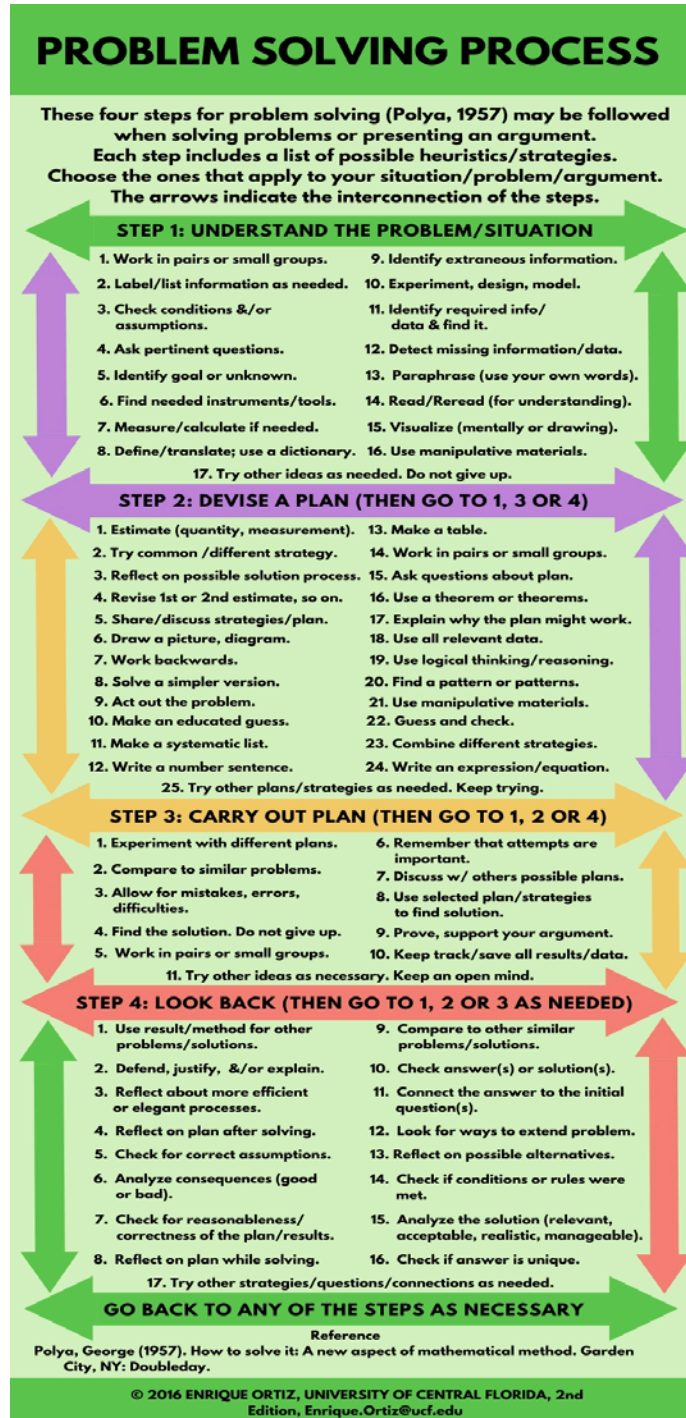 PROBLEM SOLVING PROCESS
These four steps for problem solving (Polya, 1957) may be followed
when solving problems or presenting an argument.
Each step includes a list of possible heuristics/strategies.
Choose the ones that apply to your situation/problem/argument.
The arrows indicate the interconnection of the steps.
STEP 1: UNDERSTAND THE PROBLEM/SITUATION
1. Work in pairs or small groups.
2. Label/list information as needed.
3. Check conditions &/or
assumptions.
4. Ask pertinent questions.
5. Identify goal or unknown.
6. Find needed instruments/tools.
7. Measure/calculate if needed.
8. Define/translate; use a dictionary.
9. Identify extraneous information.
10. Experiment, design, model.
11. Identify required info/
data & find it.
12. Detect missing information/data.
13. Paraphrase (use your own words).
14. Read/Reread (for understanding).
15. Visualize (mentally or drawing).
16. Use manipulative materials.
17. Try other ideas as needed. Do not give up.
STEP 2: DEVISE A PLAN (THEN GO TO 1, 3 OR 4)
1. Estimate (quantity, measurement).
2. Try common /different strategy.
3. Reflect on possible solution process.
4. Revise 1st or 2nd estimate, so on.
5. Share/discuss strategies/plan.
6. Draw a picture, diagram.
7. Work backwards.
8. Solve a simpler version.
9. Act out the problem.
10. Make an educated guess.
11. Make a systematic list.
12. Write a number sentence.
13. Make a table.
14. Work in pairs or small groups.
15. Ask questions about plan.
16. Use a theorem or theorems.
17. Explain why the plan might work.
18. Use all relevant data.
19. Use logical thinking/reasoning.
20. Find a pattern or patterns.
21. Use manipulative materials.
22. Guess and check.
23. Combine different strategies.
24. Write an expression/equation.
25. Try other plans/strategies as needed. Keep trying.
STEP 3: CARRY OUT PLAN (THEN GO TO 1, 2 OR 4)
1. Experiment with different plans.
2. Compare to similar problems.
3. Allow for mistakes, errors,
difficulties.
4. Find the solution. Do not give up.
5. Work in pairs or small groups.
6. Remember that attempts are
important.
7. Discuss w/ others possible plans.
8. Use selected plan/strategies
to find solution.
9. Prove, support your argument.
10. Keep track/save all results/data.
11. Try other ideas as necessary. Keep an open mind.
STEP 4: LOOK BACK (THEN GO TO 1, 2 OR 3 AS NEEDED)
1. Use result/method for other
problems/solutions.
2. Defend, justify, &/or explain.
3. Reflect about more efficient
or elegant processes.
4. Reflect on plan after solving.
5. Check for correct assumptions.
6. Analyze consequences (good
or bad).
7. Check for reasonableness/
correctness of the plan/results.
8. Reflect on plan while solving.
9. Compare to other similar
problems/solutions.
10. Check answer(s) or solution(s).
11. Connect the answer to the initial
question(s).
12. Look for ways to extend problem.
13. Reflect on possible alternatives.
14. Check if conditions or rules were
met.
15. Analyze the solution (relevant,
acceptable, realistic, manageable).
16. Check if answer is unique.
17. Try other strategies/questions/connections as needed.
GO BACK TO ANY OF THE STEPS AS NECESSARY
Reference
Polya, George (1957). How to solve it: A new aspect of mathematical method. Garden
City, NY: Doubleday.
© 2016 ENRIQUE ORTIZ, UNIVERSITY OF CENTRAL FLORIDA, 2nd
Edition, Enrique.Ortiz@ucf.edu